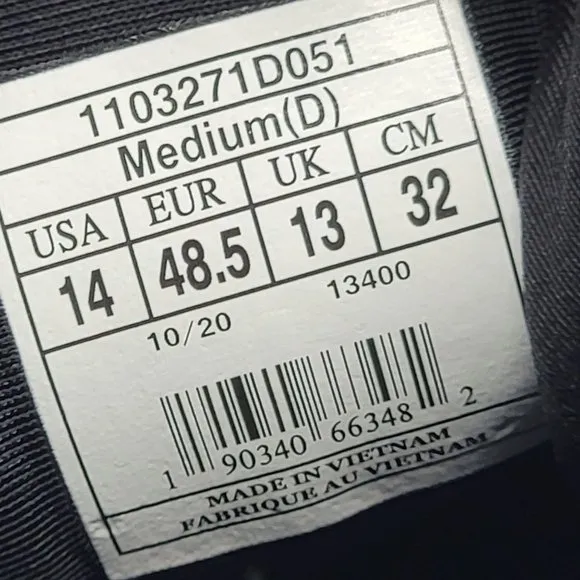 1103271D051
Medium(D)
USA EUR UK CM
14 48.5 13 32
10/20 13400
1 90340 66348 2
MADE IN VIETNAM
FABRIQUE AU VIETNAM